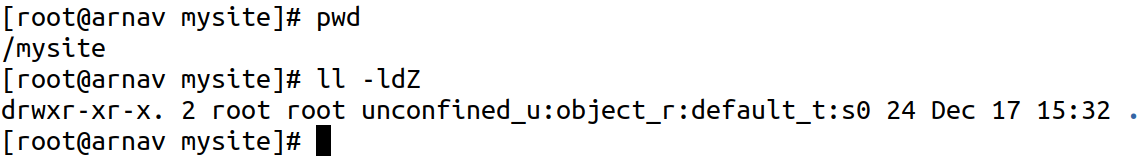 [root@arnav mysite]# pwd
/mysite
[root@arnav mysite]# ll -ldZ
drwxr-xr-x. 2 root root unconfined_u:object_r:default_t:s0 24 Dec 17 15:32 .
[root@arnav mysite]#